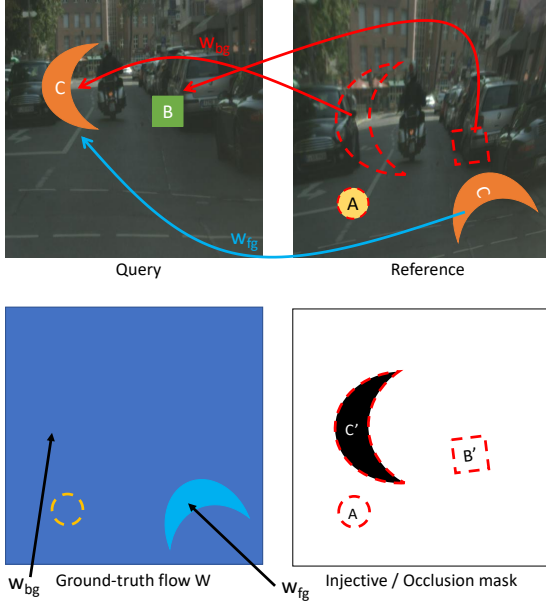 W_bg
C
B
A
C
W_fg
Query
Reference
C'
B'
A
w_bg
Ground-truth flow W
w_fg
Injective / Occlusion mask